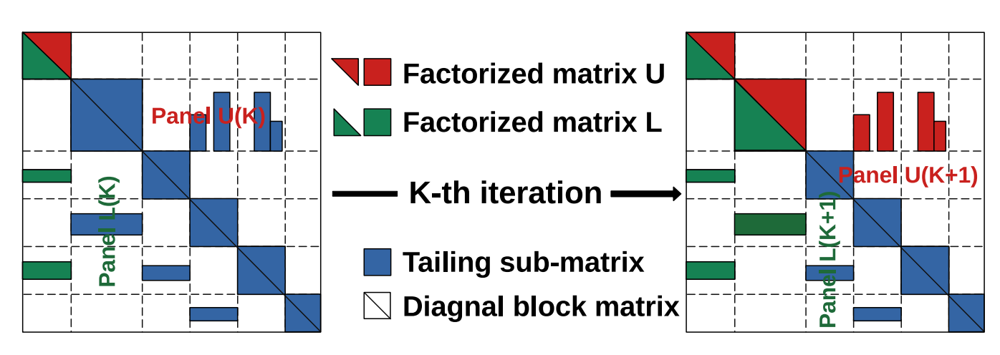 Panel U(K)
Panel L(K)
Factorized matrix U
Factorized matrix L
K-th iteration
Tailing sub-matrix
Diagnal block matrix
Panel U(K+1)
Panel L(K+1)